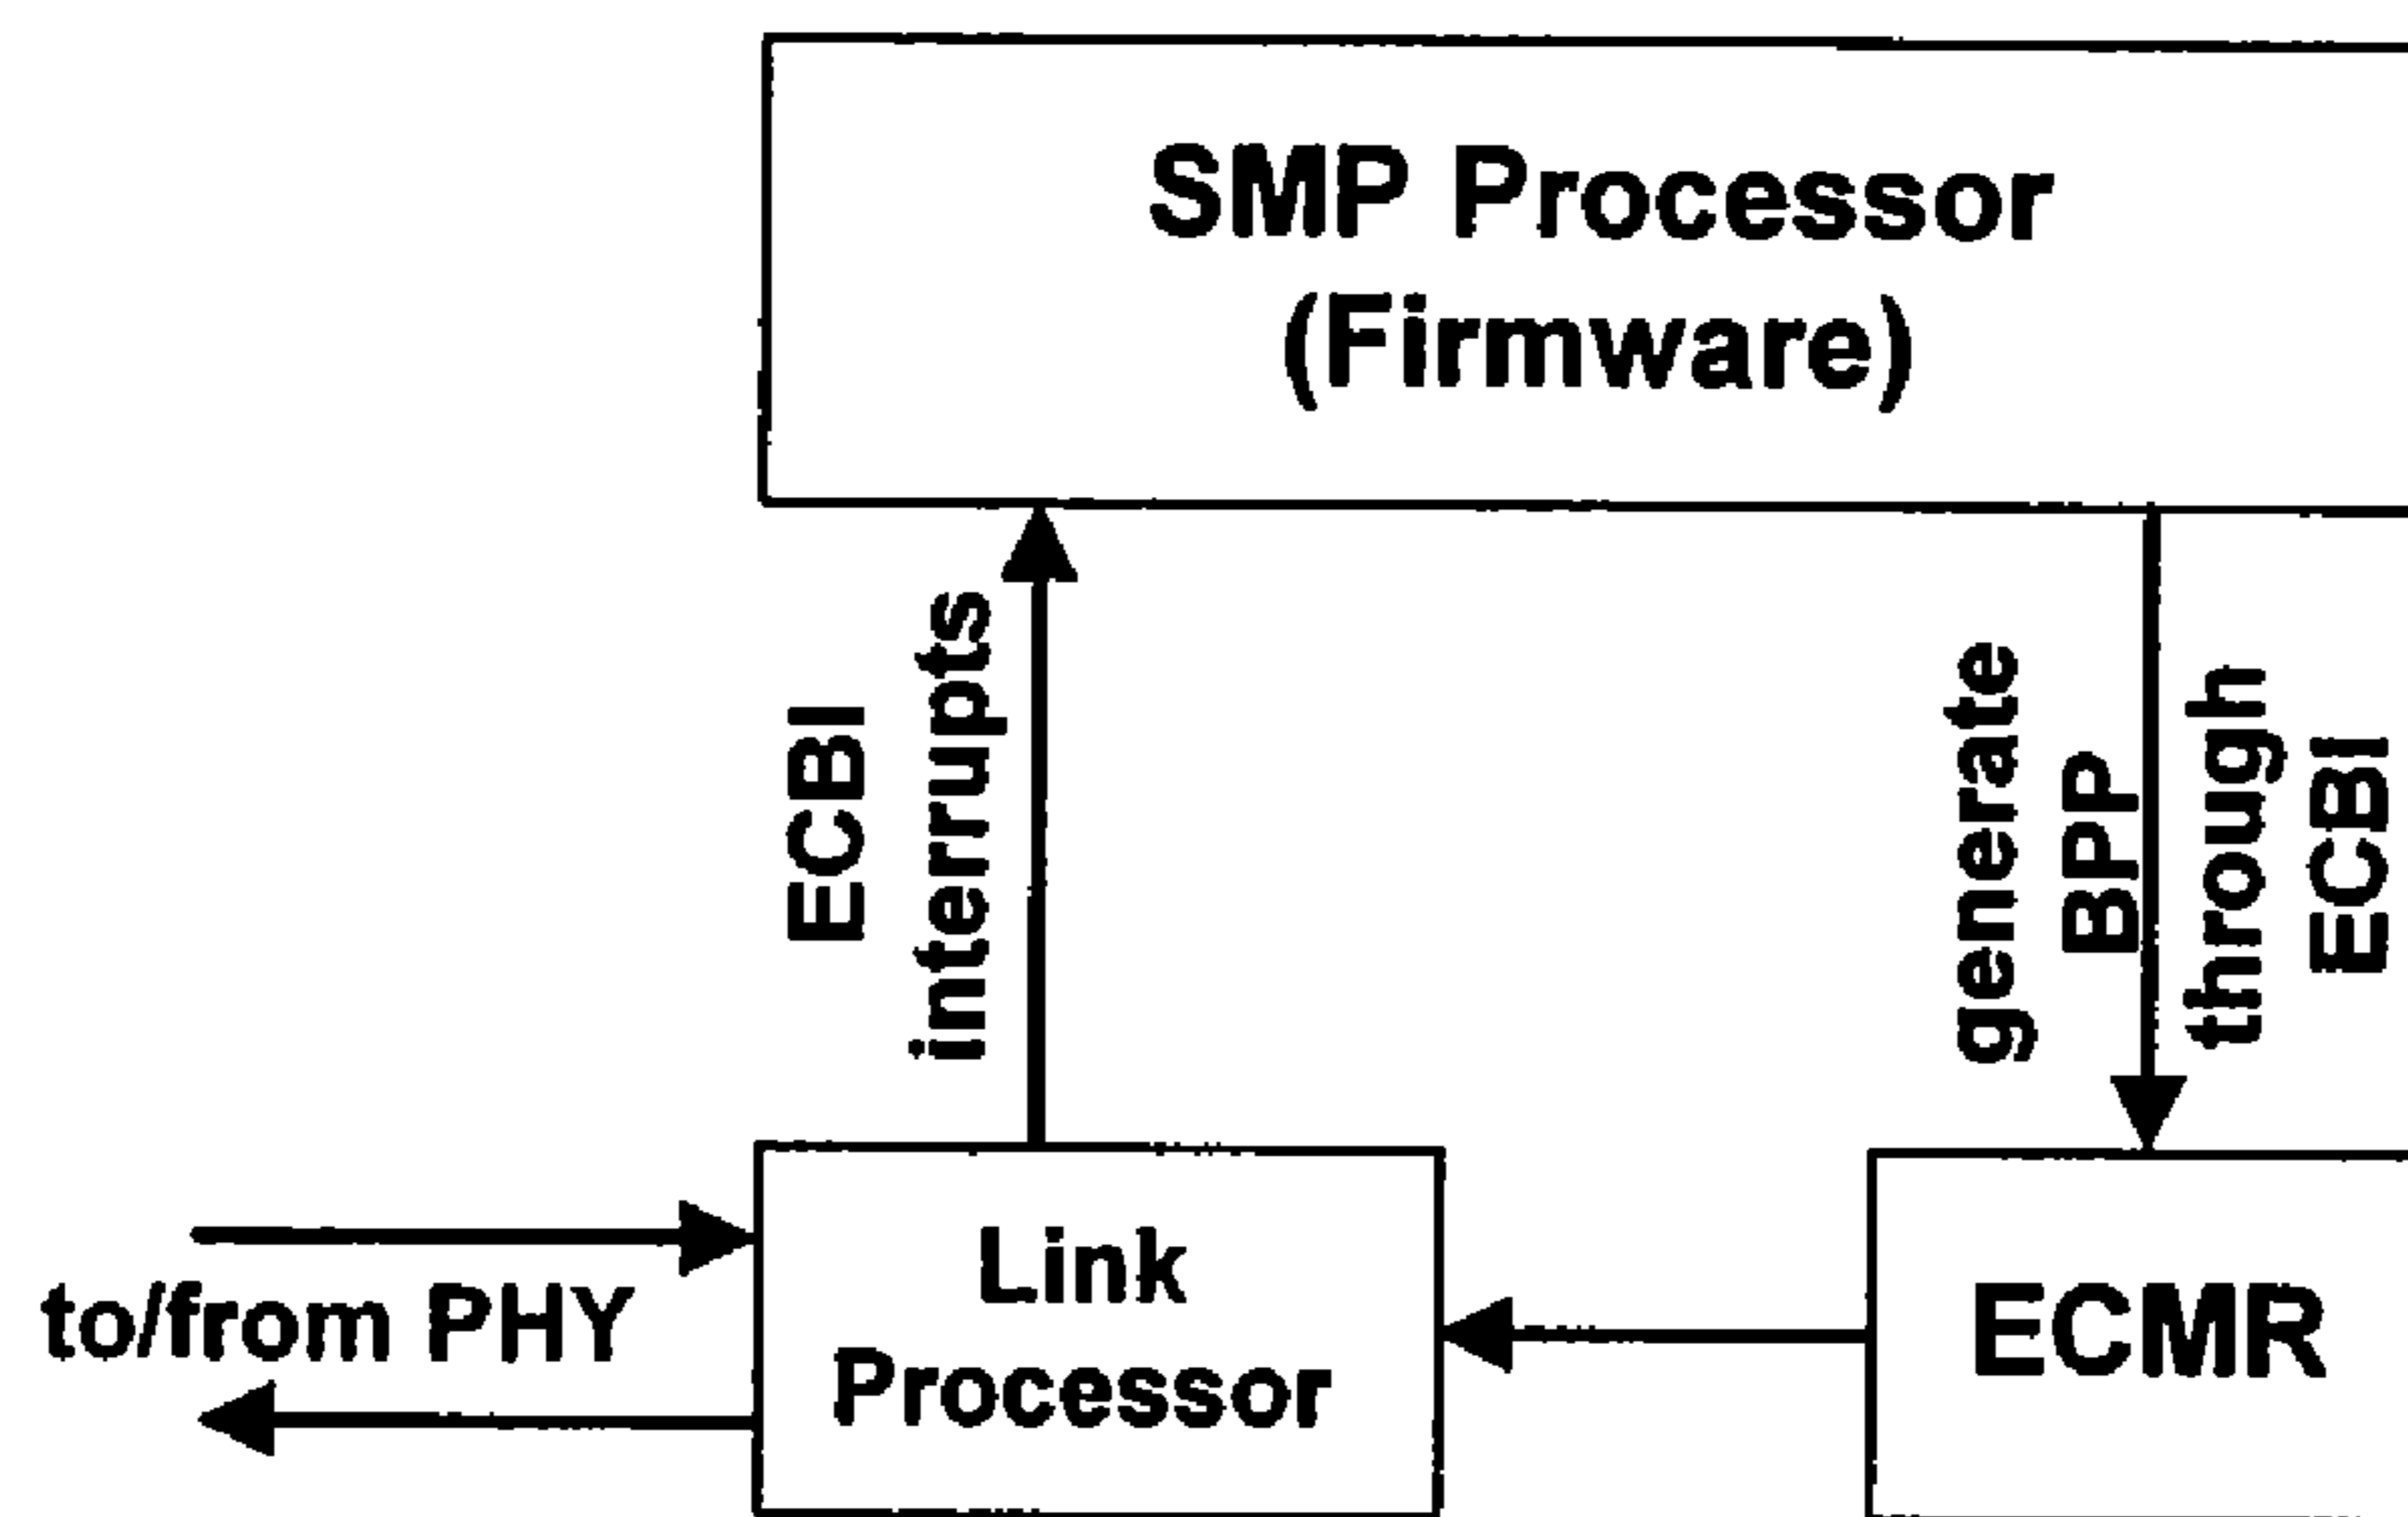 SMP Processor
(Firmware)
ECBI
interrupts
generate
BPP
through
ECBI
to/from PHY
Link
Processor
ECMR